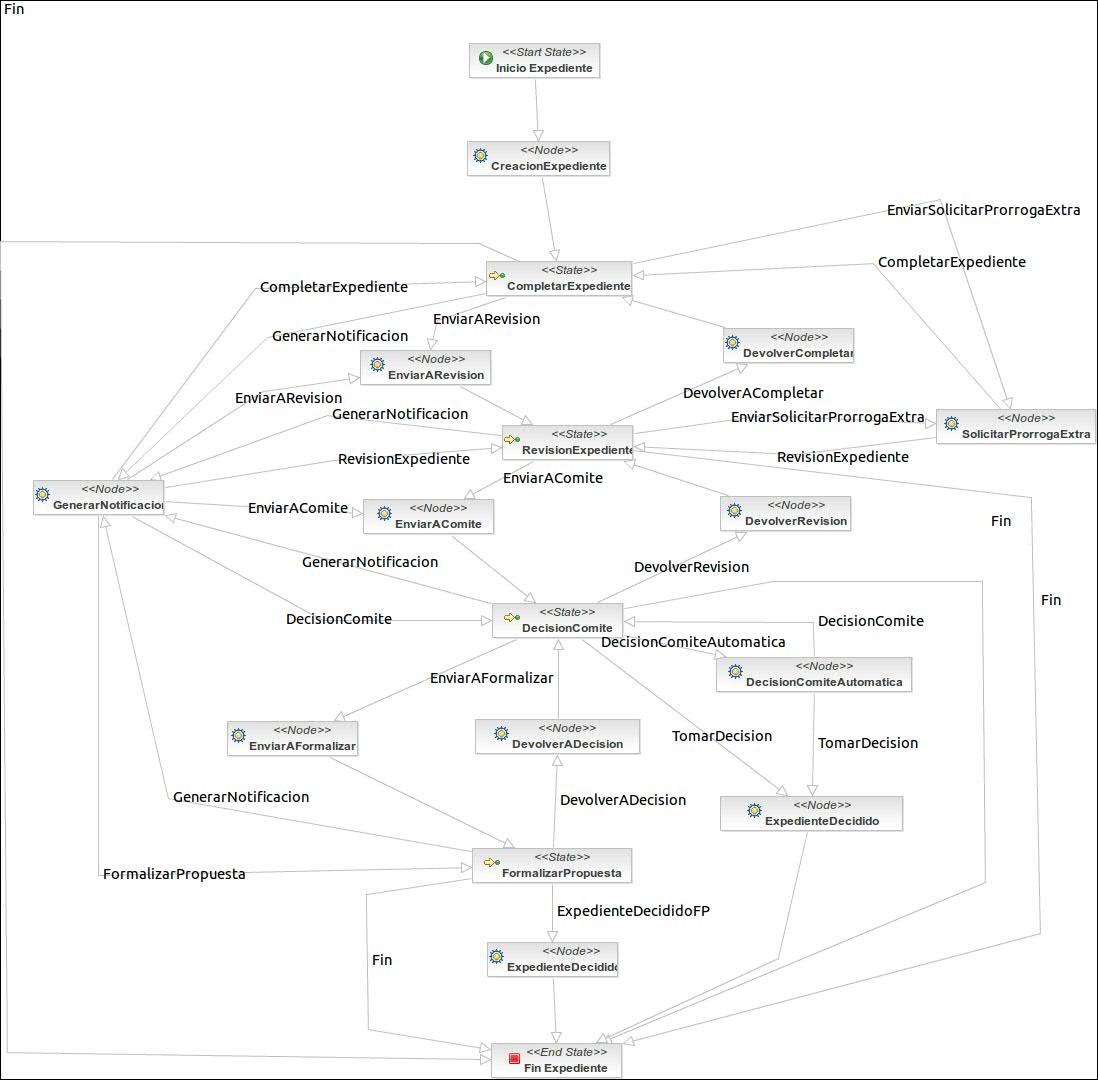 Fin
<<Start State>>
Inicio Expediente
<<Node>>
CreacionExpediente
EnviarSolicitarProrrogaExtra
CompletarExpediente
<<State>>
CompletarExpediente
CompletarExpediente
EnviarARevision
GenerarNotificacion
<<Node>>
DevolverCompletar
<<Node>>
EnviarARevision
DevolverACompletar
EnviarARevision
GenerarNotificacion
EnviarSolicitarProrrogaExtra
<<Node>>
SolicitarProrrogaExtra
<<State>>
RevisionExpediente
RevisionExpediente
RevisionExpediente
EnviarAComite
<<Node>>
GenerarNotificacion
EnviarAComite
<<Node>>
EnviarAComite
<<Node>>
DevolverRevision
Fin
GenerarNotificacion
DevolverRevision
Fin
DecisionComite
<<State>>
DecisionComite
DecisionComite
DecisionComiteAutomatica
<<Node>>
DecisionComiteAutomatica
EnviarAFormalizar
<<Node>>
EnviarAFormalizar
<<Node>>
DevolverADecision
TomarDecision
TomarDecision
GenerarNotificacion
DevolverADecision
<<Node>>
ExpedienteDecidido
FormalizarPropuesta
<<State>>
FormalizarPropuesta
ExpedienteDecididoFP
Fin
<<Node>>
ExpedienteDecidido
<<End State>>
Fin Expediente